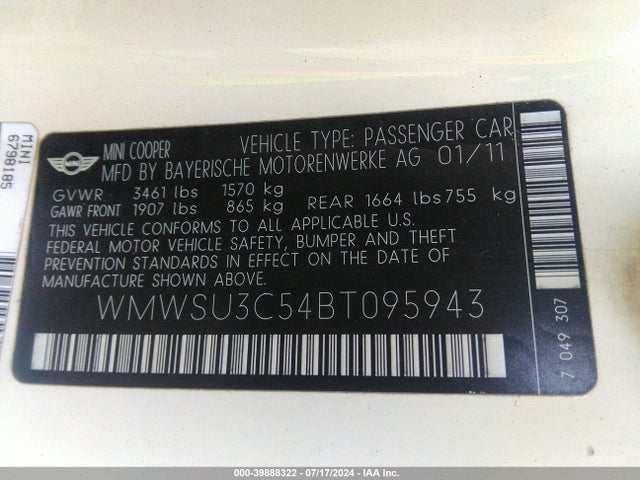 MINI
6798185
MINI
MINI COOPER VEHICLE TYPE: PASSENGER CAR
MFD BY BAYERISCHE MOTORENWERKE AG 01/11
GVWR 3461 lbs 1570 kg
GAWR FRONT 1907 lbs 865 kg REAR 1664 lbs 755 kg
THIS VEHICLE CONFORMS TO ALL APPLICABLE U.S.
FEDERAL MOTOR VEHICLE SAFETY, BUMPER AND THEFT
PREVENTION STANDARDS IN EFFECT ON THE DATE OF
MANUFACTURE SHOWN ABOVE.
WMWSU3C54BT095943
7 049 307
000-39888322 - 07/17/2024 - IAA Inc.